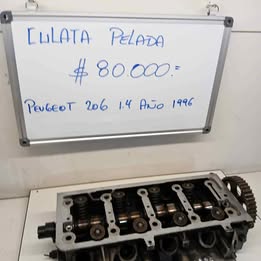 CULATA PELADA
$ 80.000.=
PEUGEOT 206 1.4 AÑO 1996